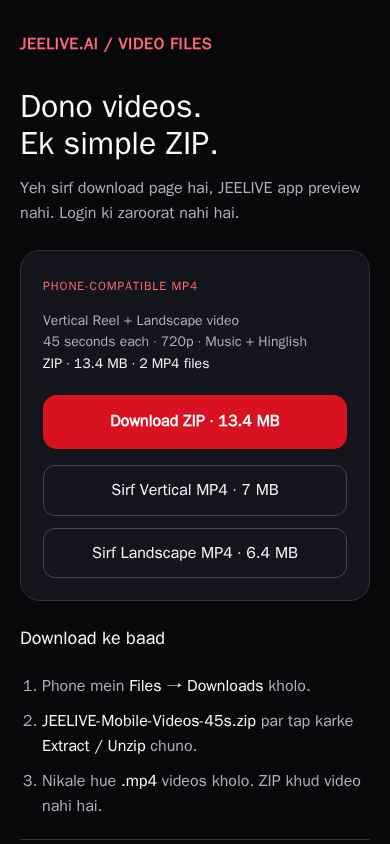 JEELIVE.AI / VIDEO FILES
Dono videos.
Ek simple ZIP.
Yeh sirf download page hai, JEELIVE app preview
nahi. Login ki zaroorat nahi hai.
PHONE-COMPATIBLE MP4
Vertical Reel + Landscape video
45 seconds each · 720p · Music + Hinglish
ZIP · 13.4 MB · 2 MP4 files
Download ZIP · 13.4 MB
Sirf Vertical MP4 · 7 MB
Sirf Landscape MP4 · 6.4 MB
Download ke baad
1. Phone mein Files → Downloads kholo.
2. JEELIVE-Mobile-Videos-45s.zip par tap karke
Extract / Unzip chuno.
3. Nikale hue .mp4 videos kholo. ZIP khud video
nahi hai.